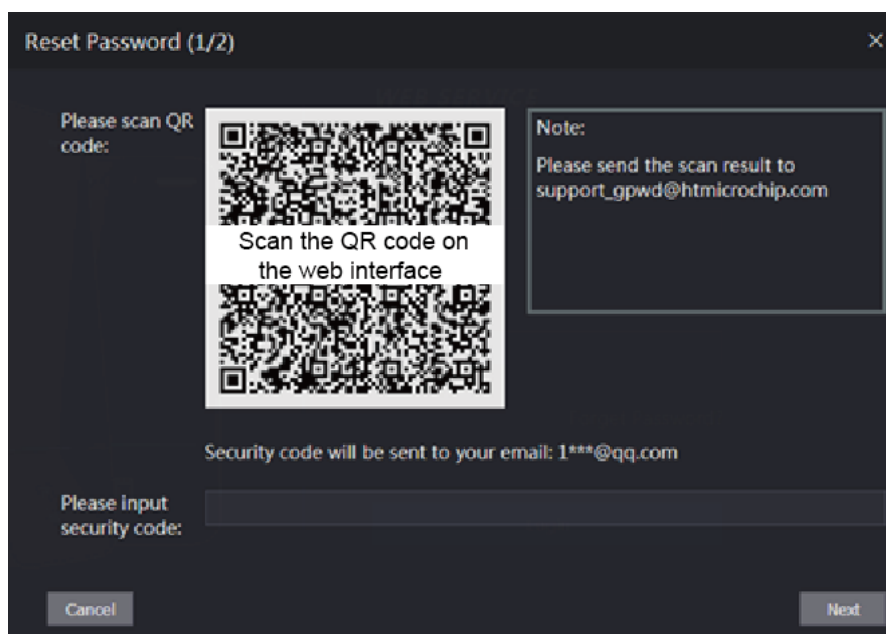 Reset Password (1/2)
Please scan QR
code:
Scan the QR code on
the web interface
Note:
Please send the scan result to
support_gpwd@htmicrochip.com
Security code will be sent to your email: 1***@qq.com
Please input
security code:
Cancel
Next